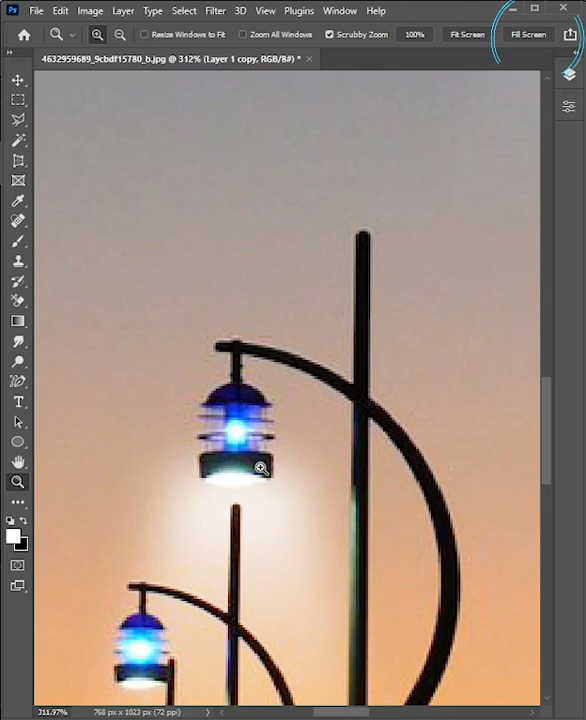 Ps File Edit Image Layer Type Select Filter 3D View Plugins Window Help
Resize Windows to Fit Zoom All Windows Scrubby Zoom 100% Fit Screen Fill Screen
4632959689_9cbdf15780_b.jpg @ 312% (Layer 1 copy, RGB/8#) *
T
311.97% 768 px x 1023 px (72 ppi)